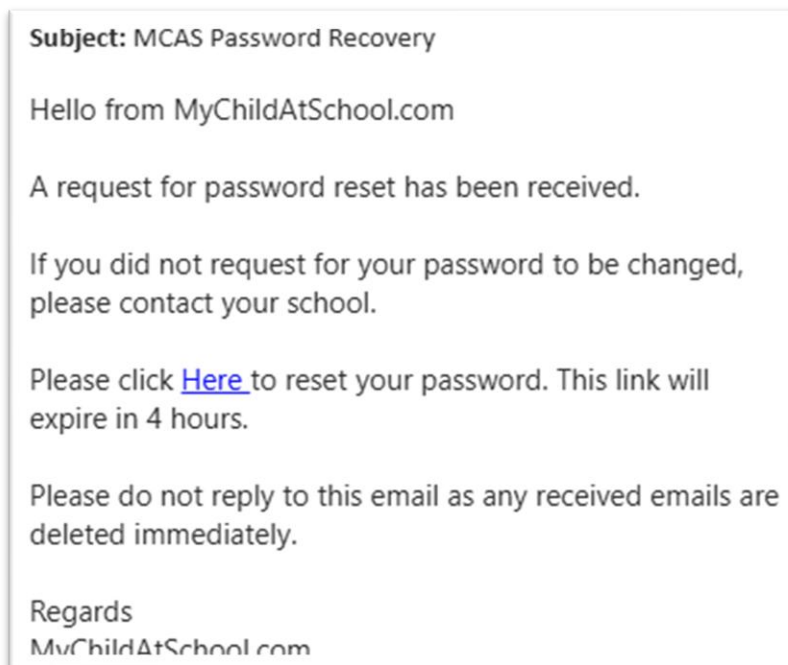 Subject: MCAS Password Recovery
Hello from MyChildAtSchool.com
A request for password reset has been received.
If you did not request for your password to be changed,
please contact your school.
Please click Here to reset your password. This link will
expire in 4 hours.
Please do not reply to this email as any received emails are
deleted immediately.
Regards
MyChildAtSchool.com